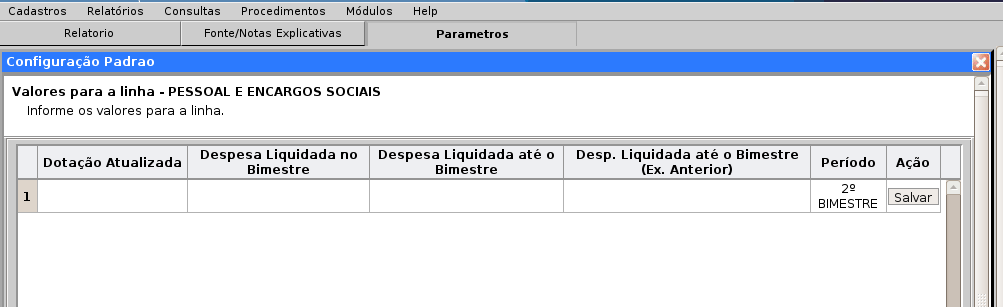 Cadastros Relatórios Consultas Procedimentos Módulos Help
Relatorio Fonte/Notas Explicativas Parametros
Configuração Padrao
Valores para a linha - PESSOAL E ENCARGOS SOCIAIS
Informe os valores para a linha.
Dotação Atualizada Despesa Liquidada no Bimestre Despesa Liquidada até o Bimestre Desp. Liquidada até o Bimestre (Ex. Anterior) Período Ação
1 2º BIMESTRE Salvar